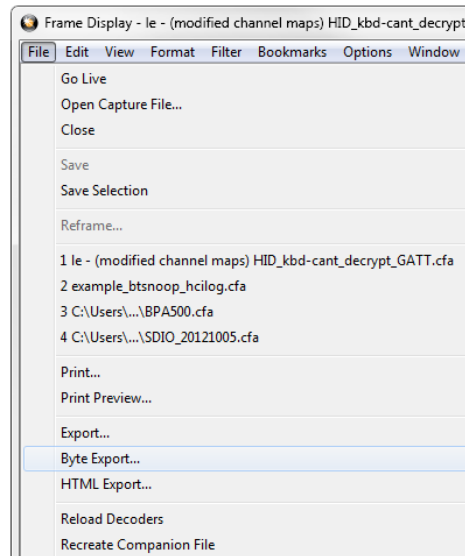 Frame Display - le - (modified channel maps) HID_kbd-cant_decrypt
File Edit View Format Filter Bookmarks Options Window
Go Live
Open Capture File...
Close
Save
Save Selection
Reframe...
1 le - (modified channel maps) HID_kbd-cant_decrypt_GATT.cfa
2 example_btsnoop_hcilog.cfa
3 C:\Users\...\BPA500.cfa
4 C:\Users\...\SDIO_20121005.cfa
Print...
Print Preview...
Export...
Byte Export...
HTML Export...
Reload Decoders
Recreate Companion File